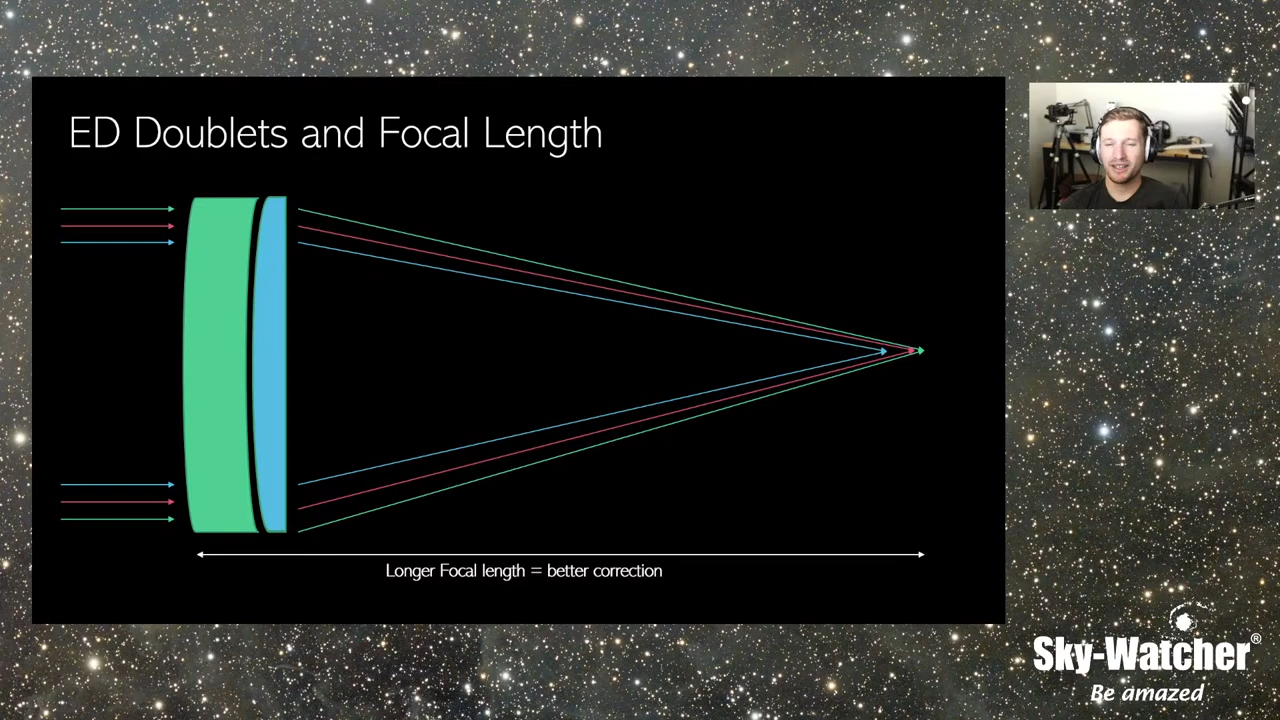 ED Doublets and Focal Length
Longer Focal length = better correction
Sky-Watcher®
Be amazed